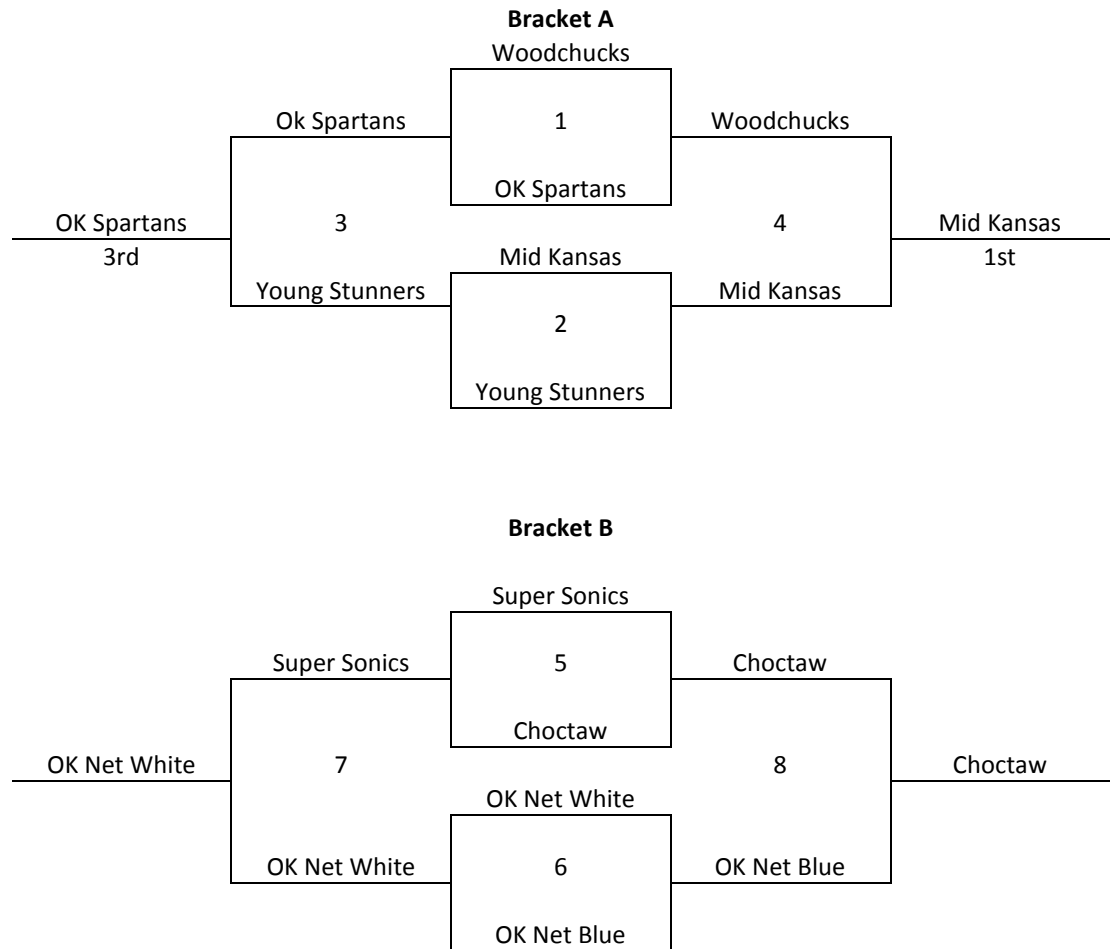 Bracket A
Woodchucks
Ok Spartans 1 Woodchucks
OK Spartans
OK Spartans 3 4 Mid Kansas
3rd Mid Kansas 1st
Young Stunners Mid Kansas
2
Young Stunners
Bracket B
Super Sonics
Super Sonics 5 Choctaw
Choctaw
OK Net White 7 8 Choctaw
OK Net White
OK Net White 6 OK Net Blue
OK Net Blue